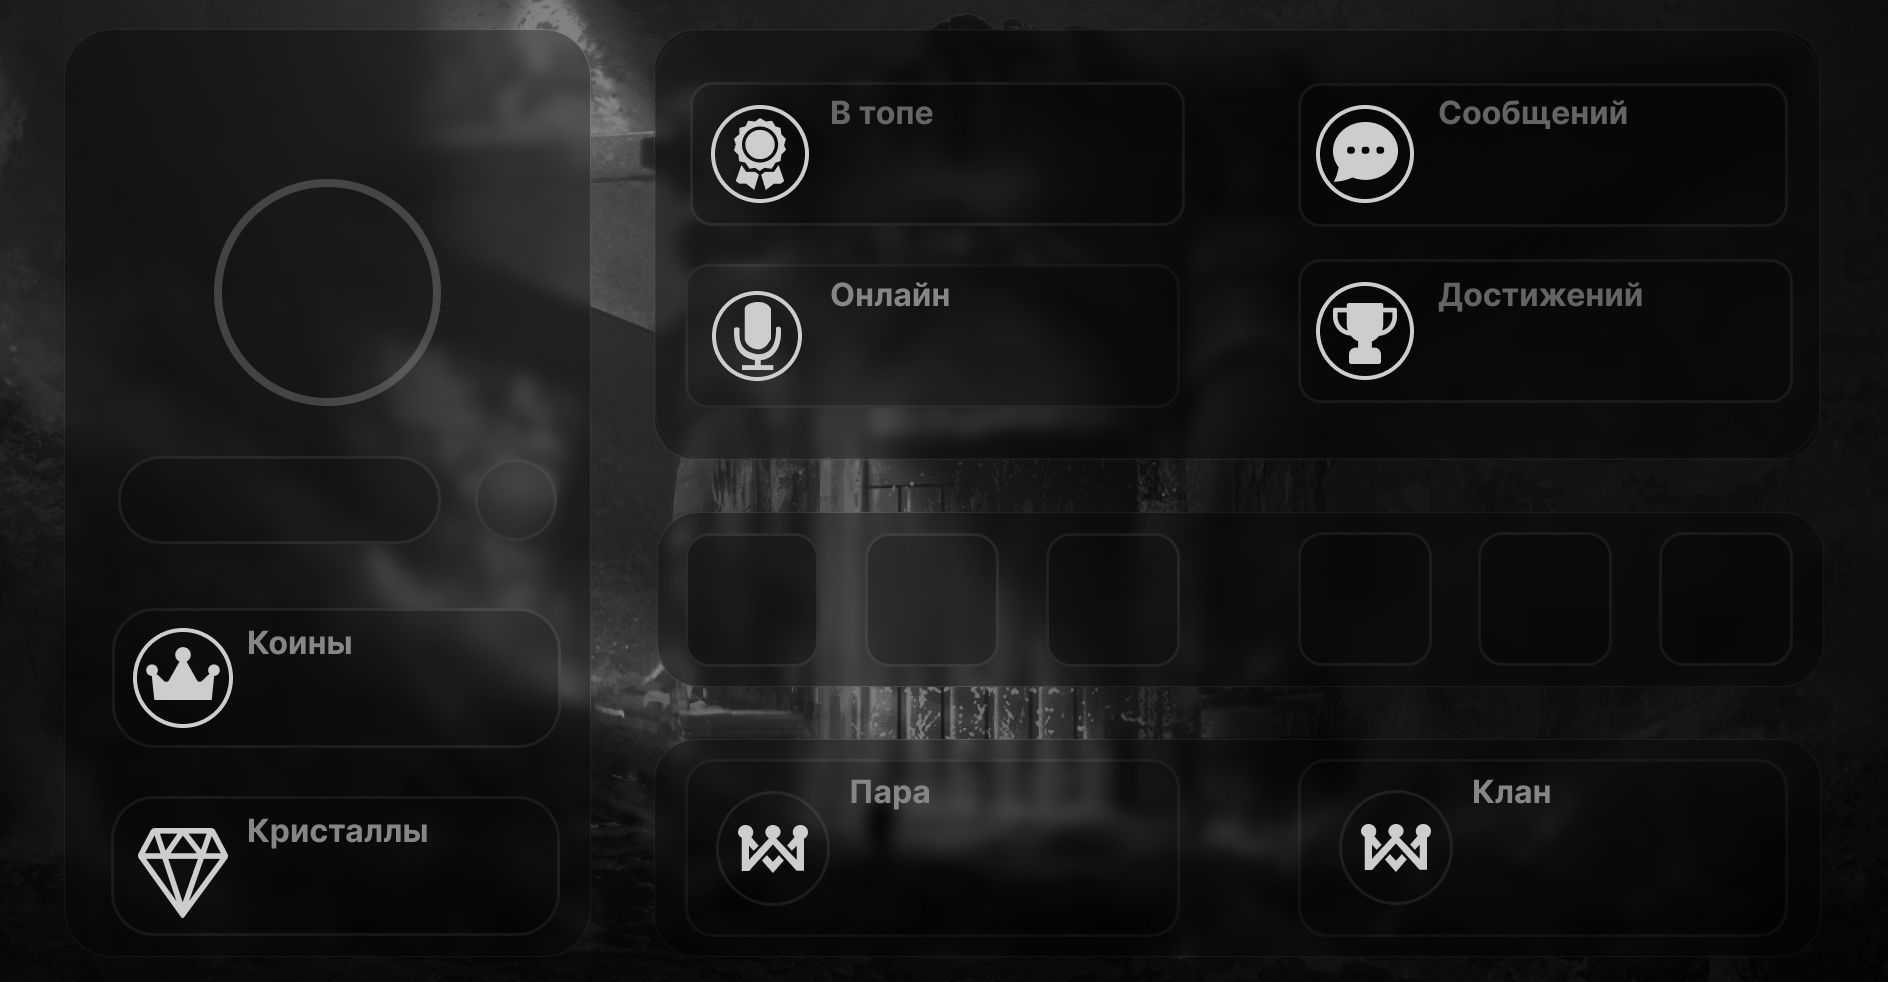 В топе
Сообщений
Онлайн
Достижений
Коины
Кристаллы
Пара
Клан